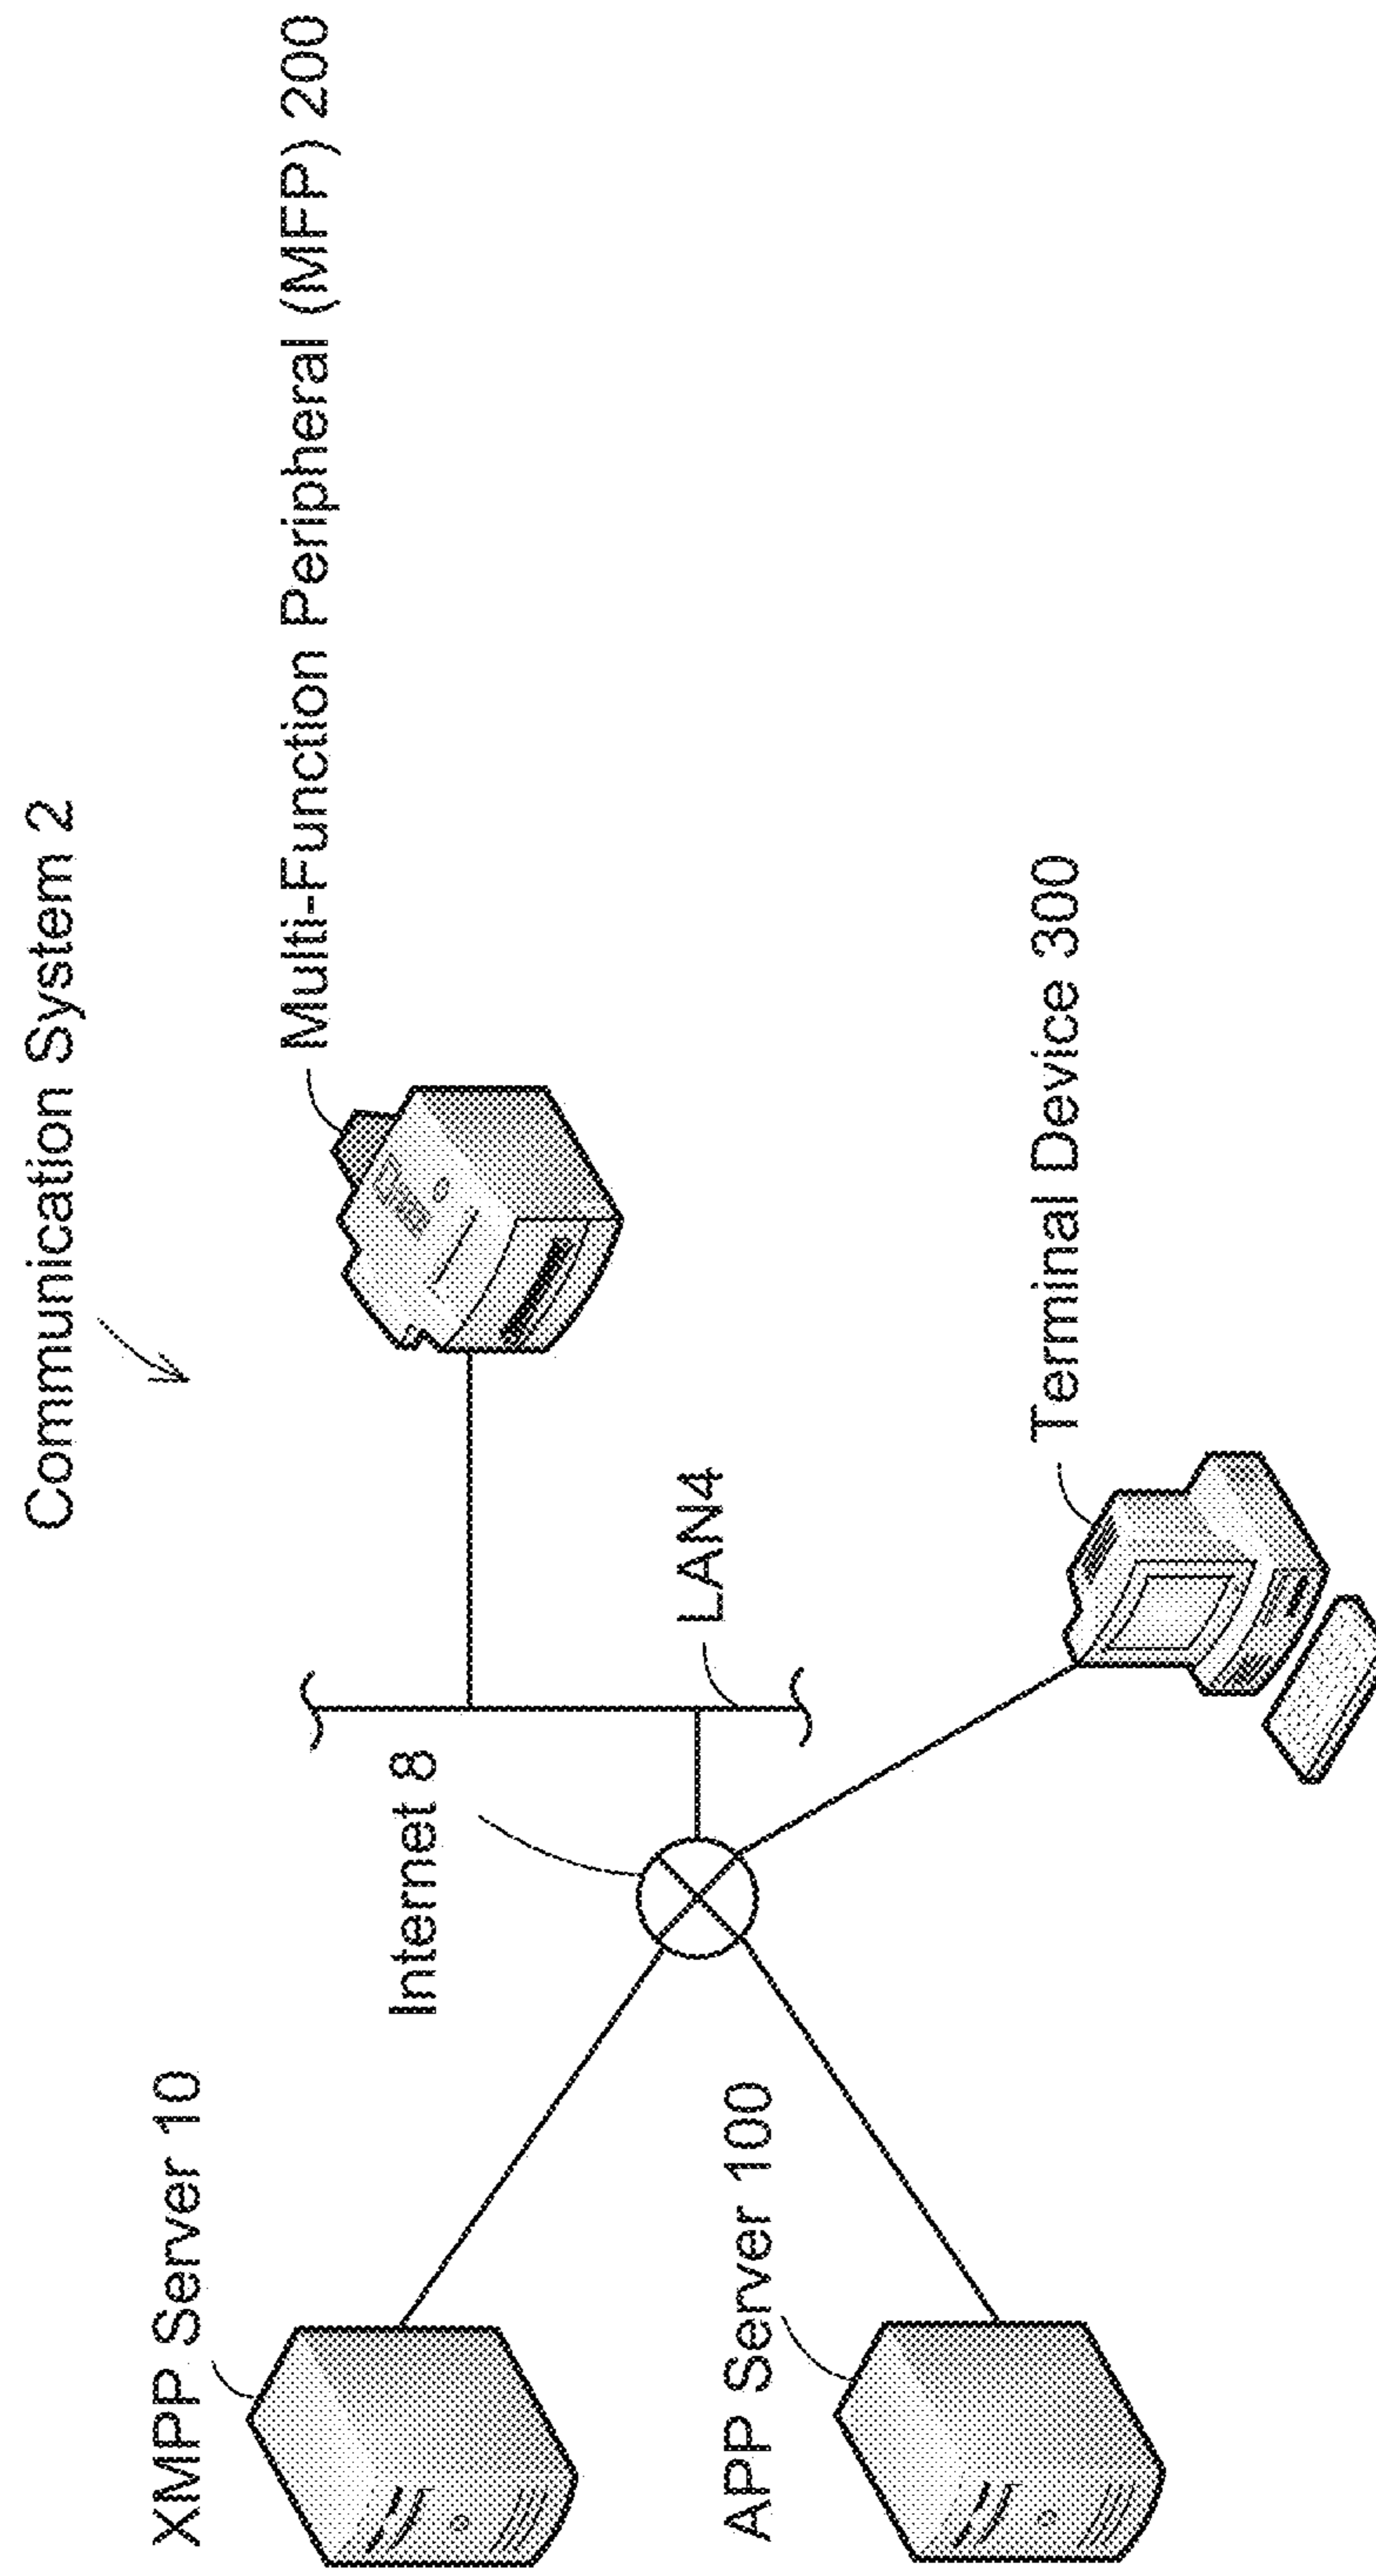 Communication System 2
XMPP Server 10
Multi-Function Peripheral (MFP) 200
Internet 8
LAN4
APP Server 100
Terminal Device 300